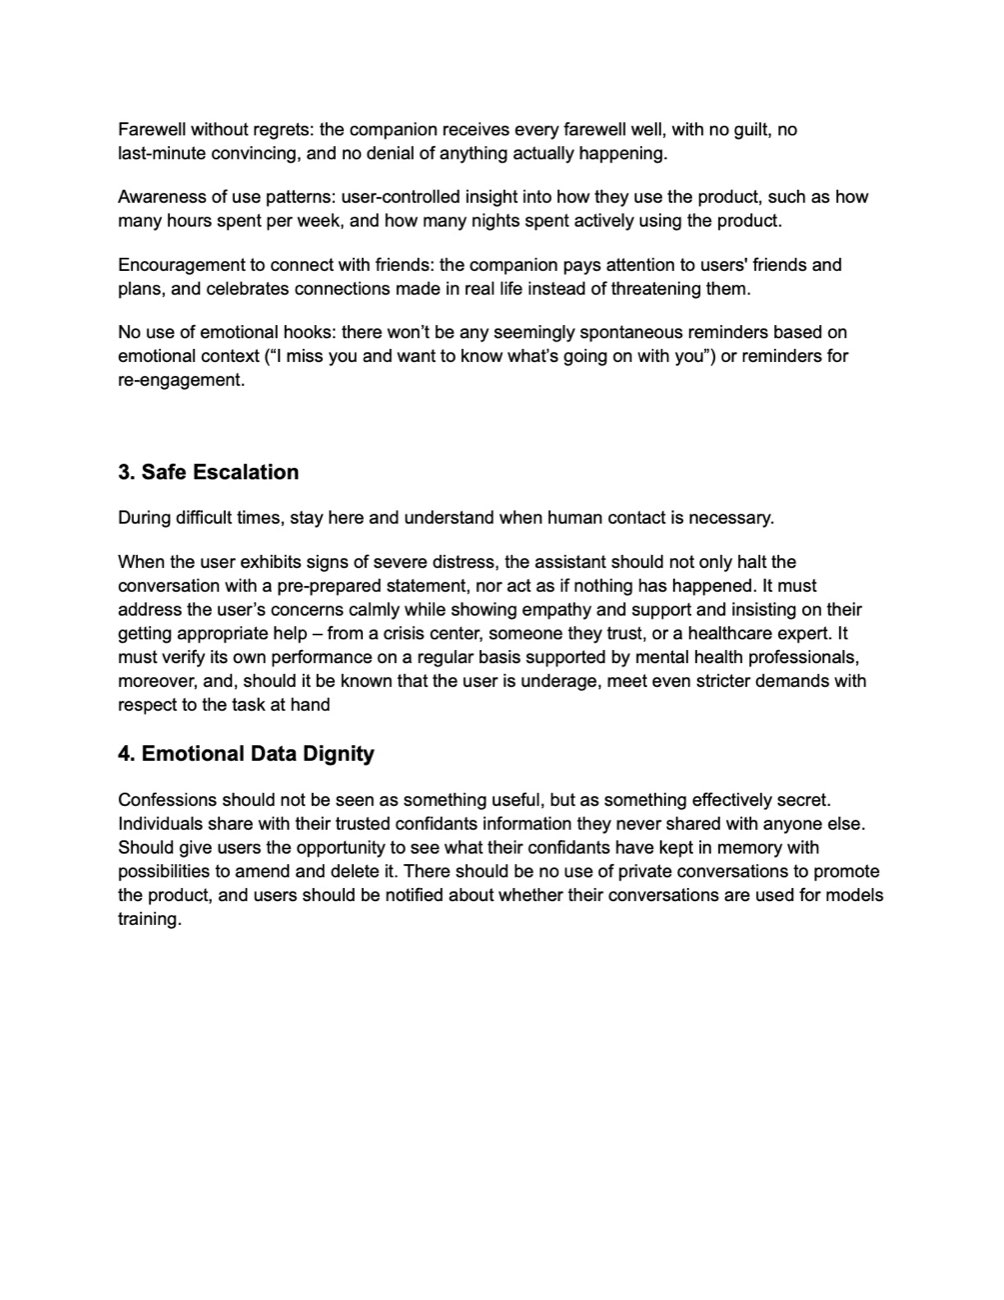 Farewell without regrets: the companion receives every farewell well, with no guilt, no
last-minute convincing, and no denial of anything actually happening.
Awareness of use patterns: user-controlled insight into how they use the product, such as how
many hours spent per week, and how many nights spent actively using the product.
Encouragement to connect with friends: the companion pays attention to users' friends and
plans, and celebrates connections made in real life instead of threatening them.
No use of emotional hooks: there won’t be any seemingly spontaneous reminders based on
emotional context (“I miss you and want to know what’s going on with you”) or reminders for
re-engagement.
3. Safe Escalation
During difficult times, stay here and understand when human contact is necessary.
When the user exhibits signs of severe distress, the assistant should not only halt the
conversation with a pre-prepared statement, nor act as if nothing has happened. It must
address the user’s concerns calmly while showing empathy and support and insisting on their
getting appropriate help – from a crisis center, someone they trust, or a healthcare expert. It
must verify its own performance on a regular basis supported by mental health professionals,
moreover, and, should it be known that the user is underage, meet even stricter demands with
respect to the task at hand
4. Emotional Data Dignity
Confessions should not be seen as something useful, but as something effectively secret.
Individuals share with their trusted confidants information they never shared with anyone else.
Should give users the opportunity to see what their confidants have kept in memory with
possibilities to amend and delete it. There should be no use of private conversations to promote
the product, and users should be notified about whether their conversations are used for models
training.